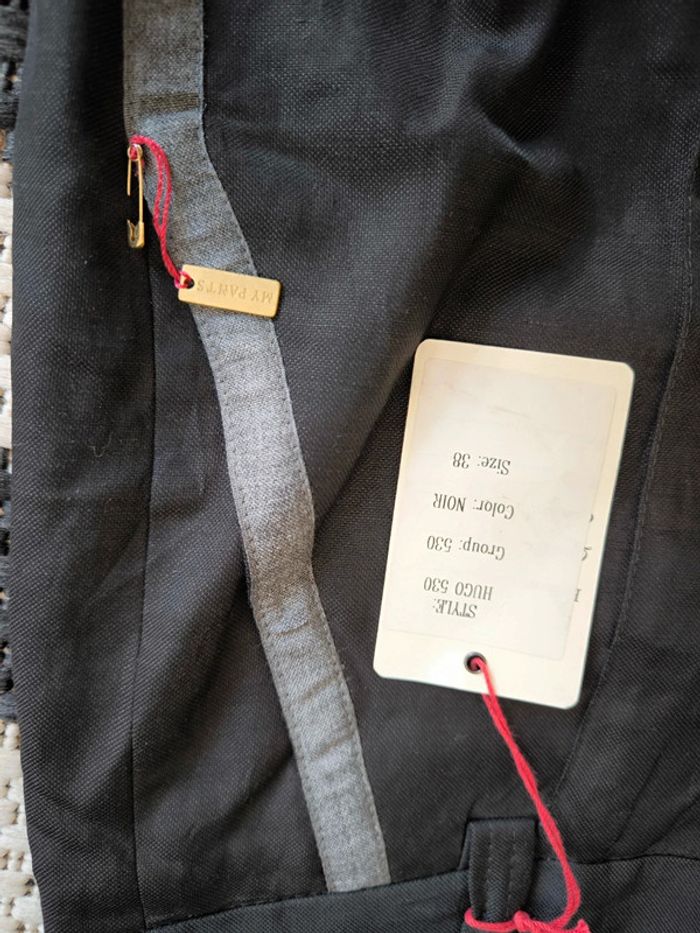 MY PANTS
STYLE:
HUGO 530
Group: 530
Color: NOIR
Size: 38